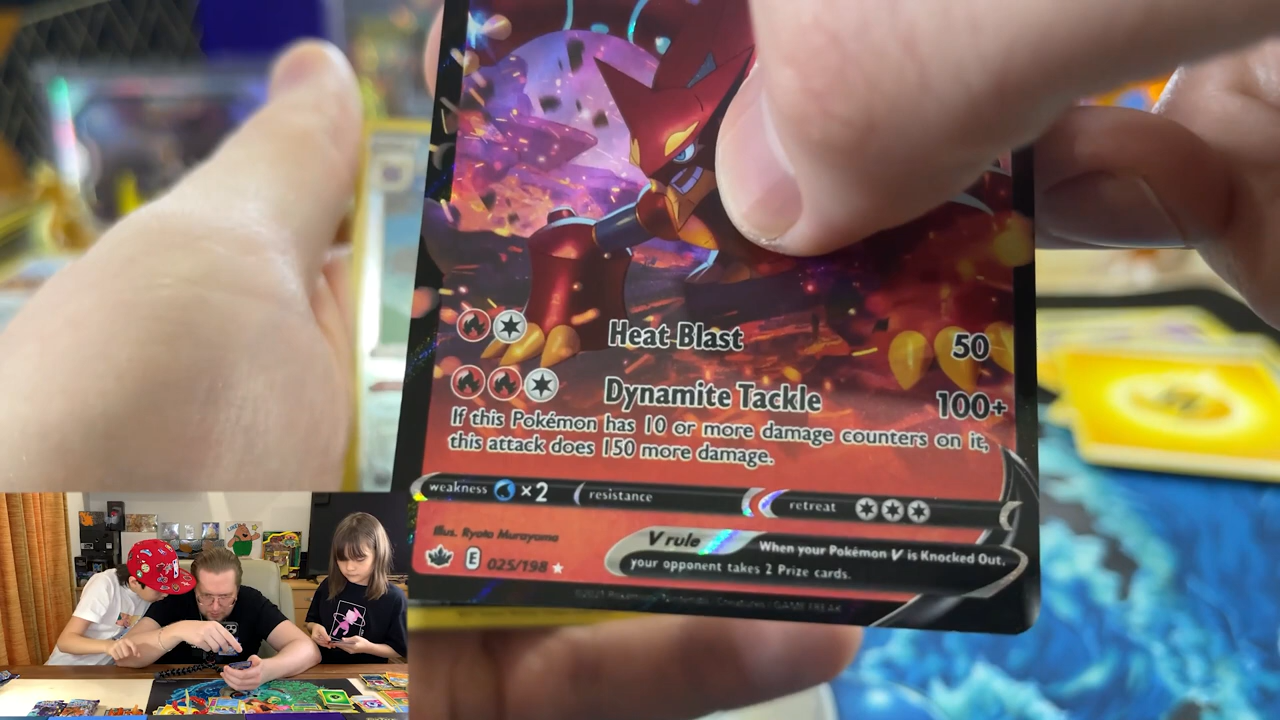 Heat Blast 50
Dynamite Tackle 100+
If this Pokémon has 10 or more damage counters on it,
this attack does 150 more damage.
weakness ×2 resistance retreat
Illus. Ryota Murayama
V rule When your Pokémon V is Knocked Out,
your opponent takes 2 Prize cards.
E 025/198